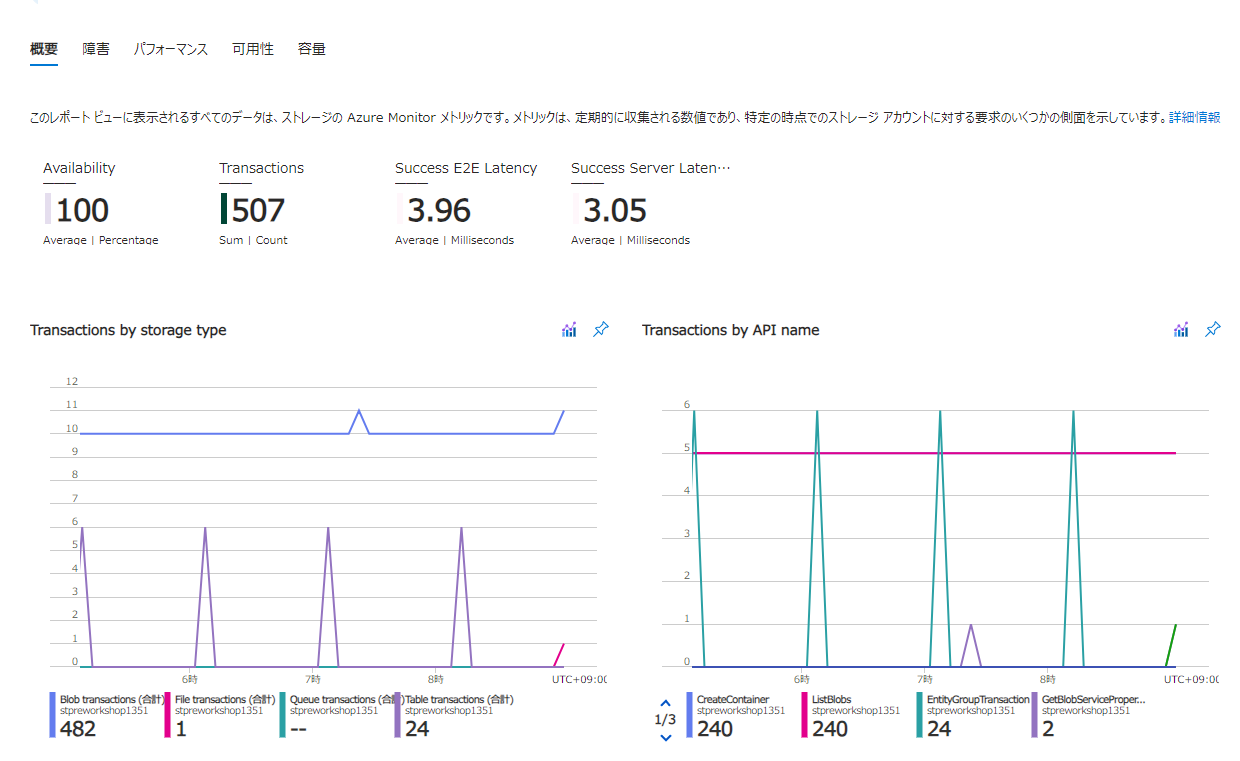 概要 障害 パフォーマンス 可用性 容量
このレポート ビューに表示されるすべてのデータは、ストレージの Azure Monitor メトリックです。メトリックは、定期的に収集される数値であり、特定の時点でのストレージ アカウントに対する要求のいくつかの側面を示しています。詳細情報
Availability
100
Average | Percentage
Transactions
507
Sum | Count
Success E2E Latency
3.96
Average | Milliseconds
Success Server Laten…
3.05
Average | Milliseconds
Transactions by storage type
12
11
10
9
8
7
6
5
4
3
2
1
0
6時 7時 8時 UTC+09:00
Blob transactions (合計)
stpreworkshop1351
482
File transactions (合計)
stpreworkshop1351
1
Queue transactions (合計)
stpreworkshop1351
--
Table transactions (合計)
stpreworkshop1351
24
Transactions by API name
6
5
4
3
2
1
0
6時 7時 8時 UTC+09:00
1/3
CreateContainer
stpreworkshop1351
240
ListBlobs
stpreworkshop1351
240
EntityGroupTransaction
stpreworkshop1351
24
GetBlobServiceProper...
stpreworkshop1351
2